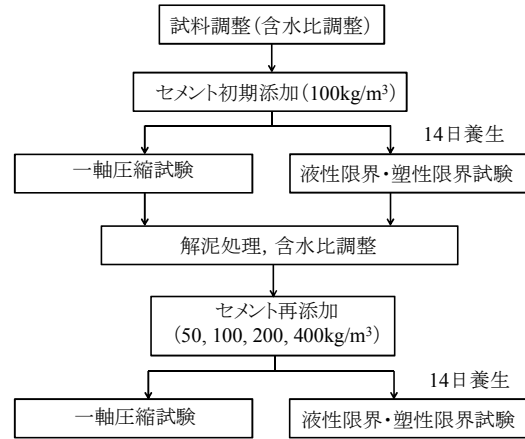 試料調整(含水比調整)
セメント初期添加(100kg/m³)
14日養生
一軸圧縮試験
液性限界・塑性限界試験
解泥処理, 含水比調整
セメント再添加
(50, 100, 200, 400kg/m³)
14日養生
一軸圧縮試験
液性限界・塑性限界試験